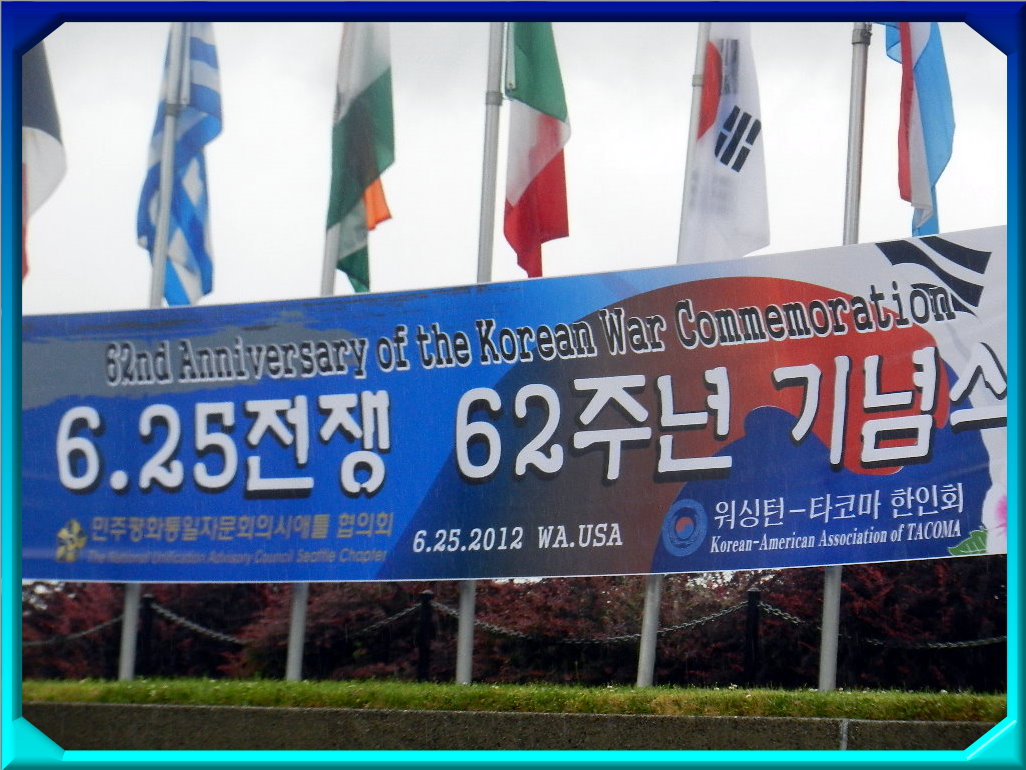 62nd Anniversary of the Korean War Commemoration
6.25전쟁 62주년 기념식
민주평화통일자문회의시애틀 협의회
The National Unification Advisory Council Seattle Chapter
6.25.2012 WA.USA
워싱턴-타코마 한인회
Korean-American Association of TACOMA